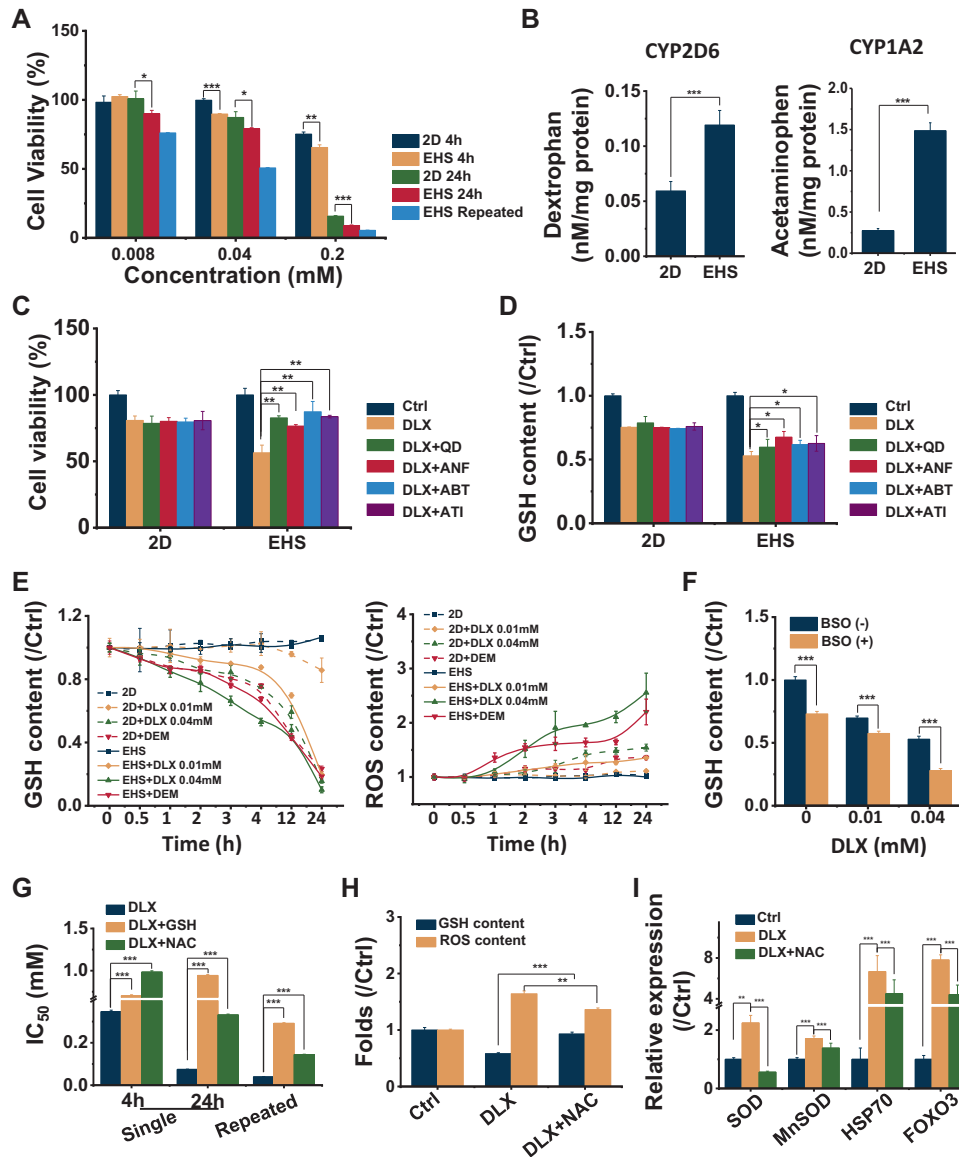 A
Cell Viability (%)
150
100
50
0
***
*
*
**
***
2D 4h
EHS 4h
2D 24h
EHS 24h
EHS Repeated
0.008
0.04
0.2
Concentration (mM)
B
CYP2D6
Dextrophan
(nM/mg protein)
0.15
0.10
0.05
0.00
***
2D
EHS
CYP1A2
Acetaminophen
(nM/mg protein)
2.0
1.5
1.0
0.5
0.0
***
2D
EHS
C
Cell viability (%)
150
100
50
0
**
**
**
**
Ctrl
DLX
DLX+QD
DLX+ANF
DLX+ABT
DLX+ATI
2D
EHS
D
GSH content (/Ctrl)
1.5
1.0
0.5
0.0
*
*
*
*
Ctrl
DLX
DLX+QD
DLX+ANF
DLX+ABT
DLX+ATI
2D
EHS
E
GSH content (/Ctrl)
1.2
0.8
0.4
0.0
2D
2D+DLX 0.01mM
2D+DLX 0.04mM
2D+DEM
EHS
EHS+DLX 0.01mM
EHS+DLX 0.04mM
EHS+DEM
0 0.5 1 2 3 4 12 24
Time (h)
ROS content (/Ctrl)
4
3
2
1
2D
2D+DLX 0.01mM
2D+DLX 0.04mM
2D+DEM
EHS
EHS+DLX 0.01mM
EHS+DLX 0.04mM
EHS+DEM
0 0.5 1 2 3 4 12 24
Time (h)
F
GSH content (/Ctrl)
1.5
1.0
0.5
0.0
BSO (-)
BSO (+)
***
***
***
0
0.01
0.04
DLX (mM)
G
IC50 (mM)
1.0
0.5
0.0
DLX
DLX+GSH
DLX+NAC
***
***
***
***
***
***
4h
24h
Single
Repeated
H
Folds (/Ctrl)
3
2
1
0
GSH content
ROS content
***
**
Ctrl
DLX
DLX+NAC
I
Relative expression
(/Ctrl)
8
4
2
0
Ctrl
DLX
DLX+NAC
**
***
***
***
***
***
***
***
SOD
MnSOD
HSP70
FOXO3